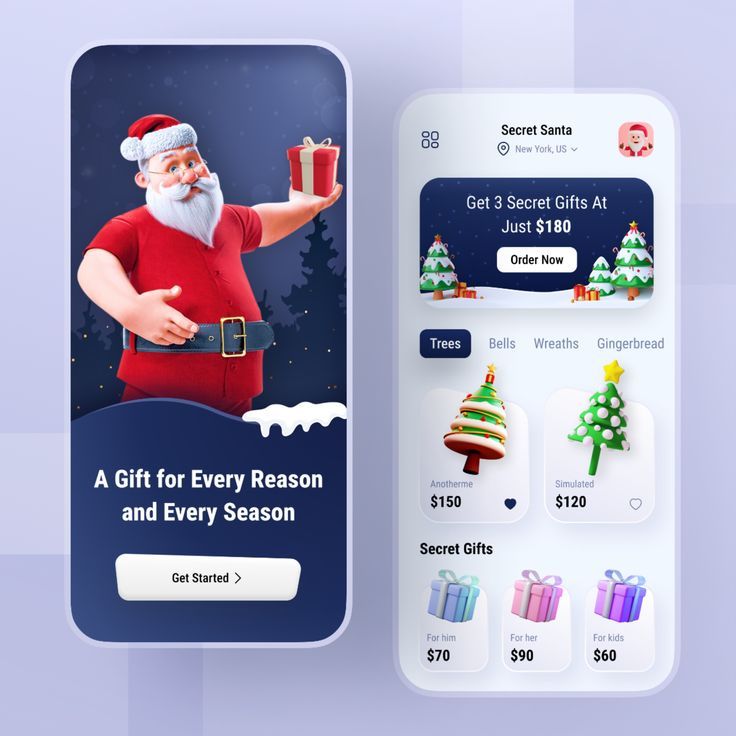 A Gift for Every Reason
and Every Season
Get Started
Secret Santa
New York, US
Get 3 Secret Gifts At
Just $180
Order Now
Trees Bells Wreaths Gingerbread
Anotherme Simulated
$150 $120
Secret Gifts
For him For her For kids
$70 $90 $60